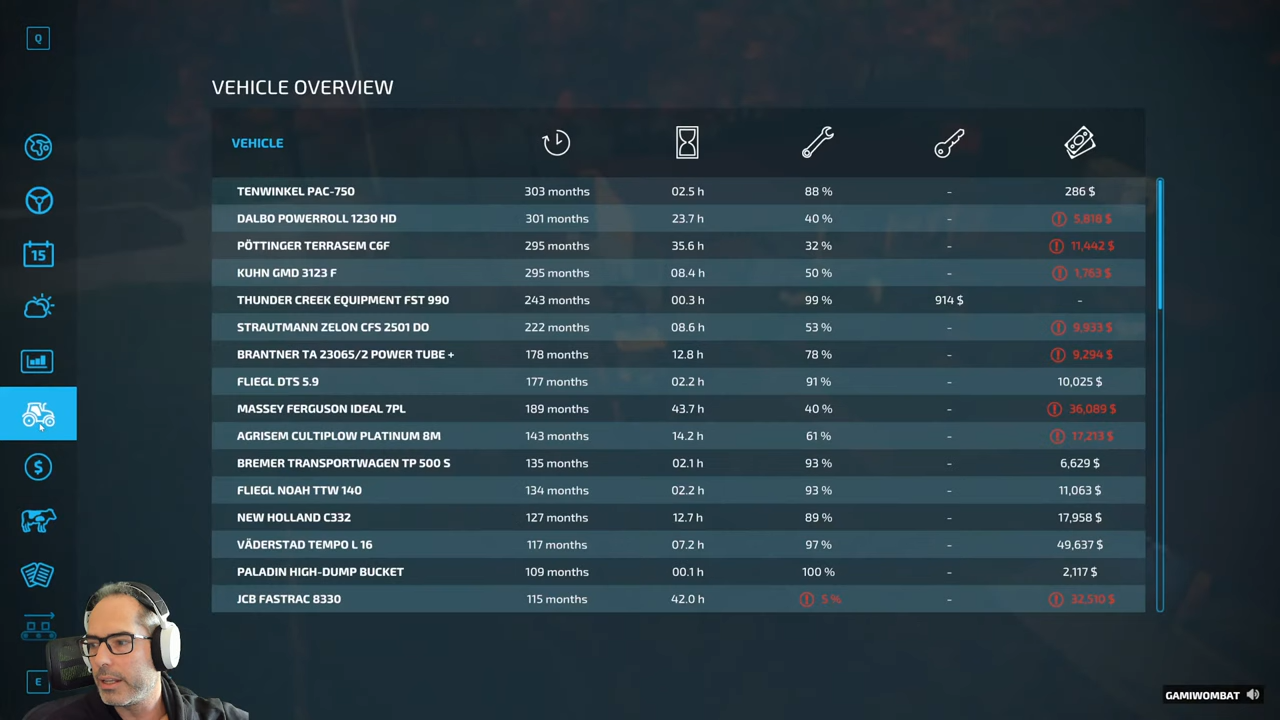 Q
VEHICLE OVERVIEW
VEHICLE
TENWINKEL PAC-750 303 months 02.5 h 88 % - 286 $
DALBO POWERROLL 1230 HD 301 months 23.7 h 40 % - 5,818 $
PÖTTINGER TERRASEM C6F 295 months 35.6 h 32 % - 11,442 $
KUHN GMD 3123 F 295 months 08.4 h 50 % - 1,763 $
THUNDER CREEK EQUIPMENT FST 990 243 months 00.3 h 99 % 914 $ -
STRAUTMANN ZELON CFS 2501 DO 222 months 08.6 h 53 % - 9,933 $
BRANTNER TA 23065/2 POWER TUBE + 178 months 12.8 h 78 % - 9,294 $
FLIEGL DTS 5.9 177 months 02.2 h 91 % - 10,025 $
MASSEY FERGUSON IDEAL 7PL 189 months 43.7 h 40 % - 36,089 $
AGRISEM CULTIPLOW PLATINUM 8M 143 months 14.2 h 61 % - 17,213 $
BREMER TRANSPORTWAGEN TP 500 S 135 months 02.1 h 93 % - 6,629 $
FLIEGL NOAH TTW 140 134 months 02.2 h 93 % - 11,063 $
NEW HOLLAND C332 127 months 12.7 h 89 % - 17,958 $
VÄDERSTAD TEMPO L 16 117 months 07.2 h 97 % - 49,637 $
PALADIN HIGH-DUMP BUCKET 109 months 00.1 h 100 % - 2,117 $
JCB FASTRAC 8330 115 months 42.0 h 5 % - 32,510 $
15
$
E
GAMIWOMBAT